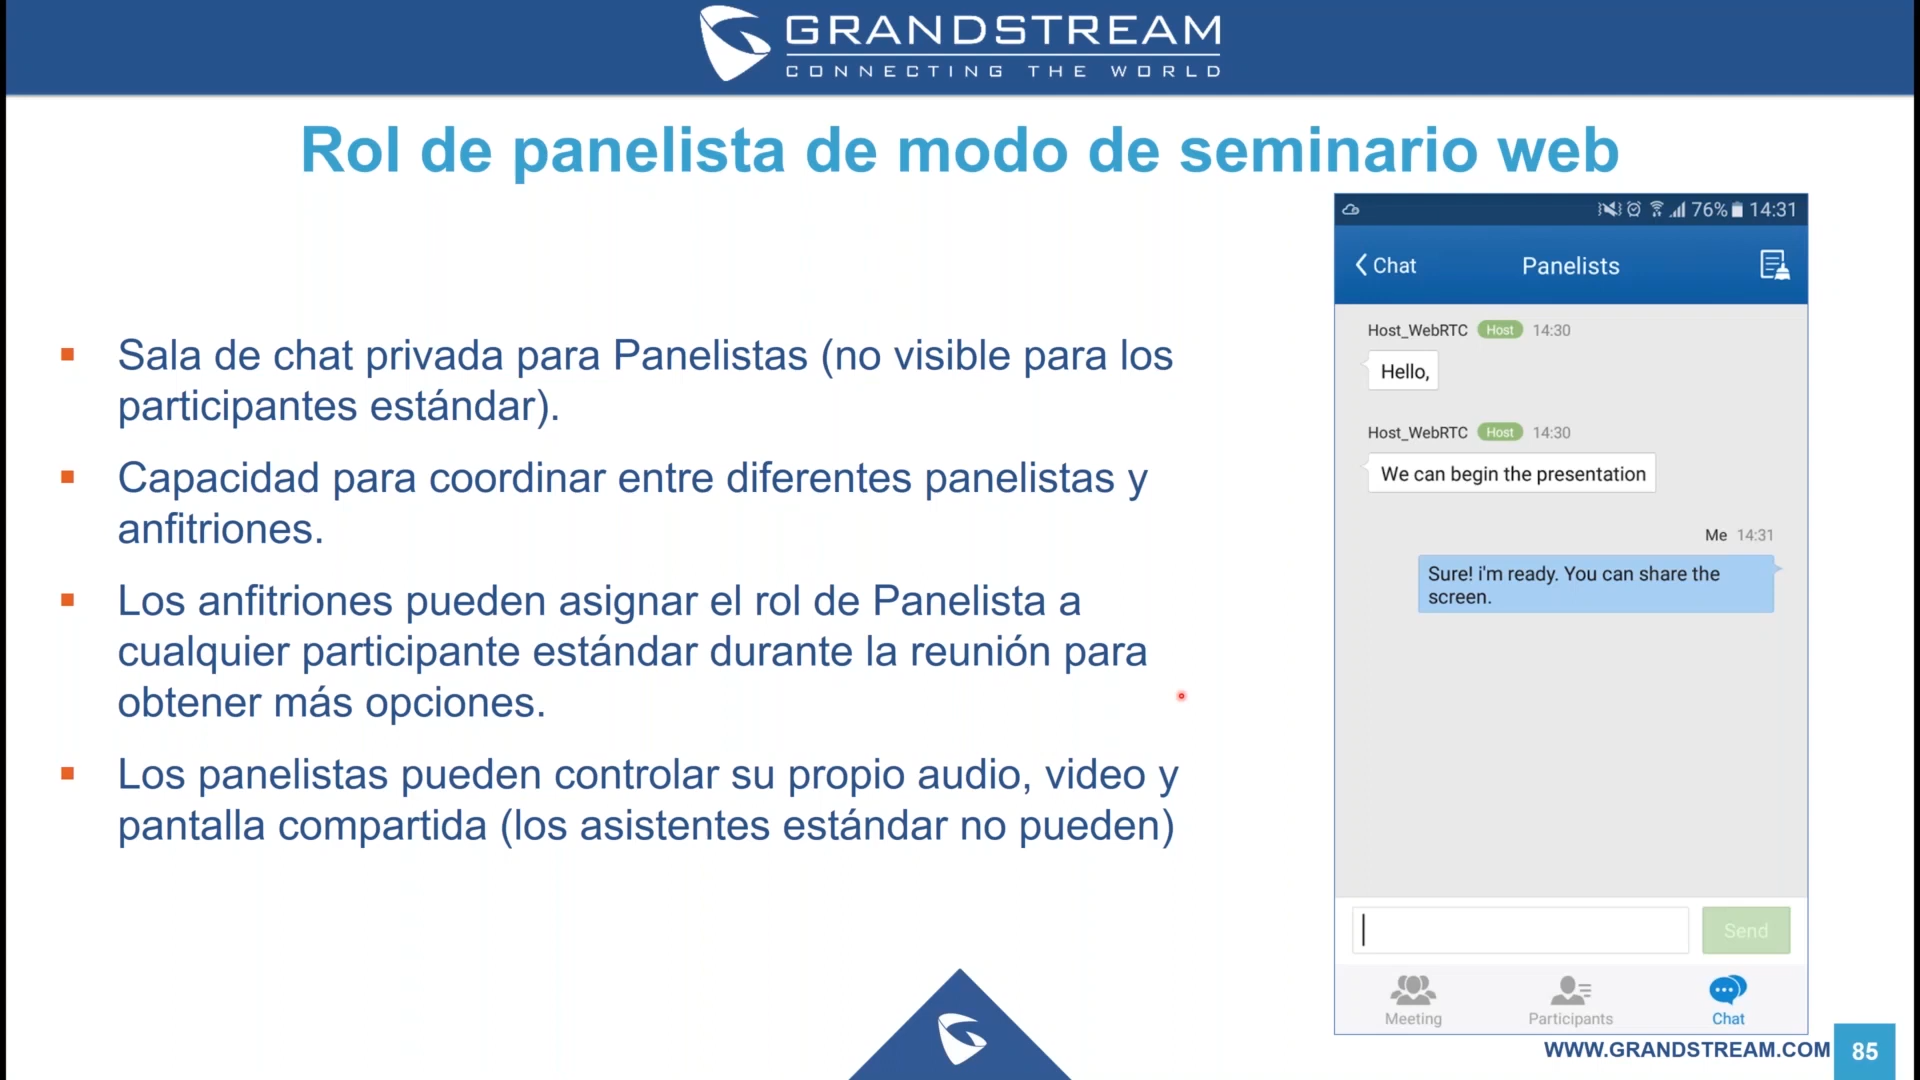 GRANDSTREAM
CONNECTING THE WORLD
Rol de panelista de modo de seminario web
Sala de chat privada para Panelistas (no visible para los
participantes estándar).
Capacidad para coordinar entre diferentes panelistas y
anfitriones.
Los anfitriones pueden asignar el rol de Panelista a
cualquier participante estándar durante la reunión para
obtener más opciones.
Los panelistas pueden controlar su propio audio, video y
pantalla compartida (los asistentes estándar no pueden)
76% 14:31
Chat Panelists
Host_WebRTC Host 14:30
Hello,
Host_WebRTC Host 14:30
We can begin the presentation
Me 14:31
Sure! i'm ready. You can share the
screen.
Send
Meeting Participants Chat
WWW.GRANDSTREAM.COM 85